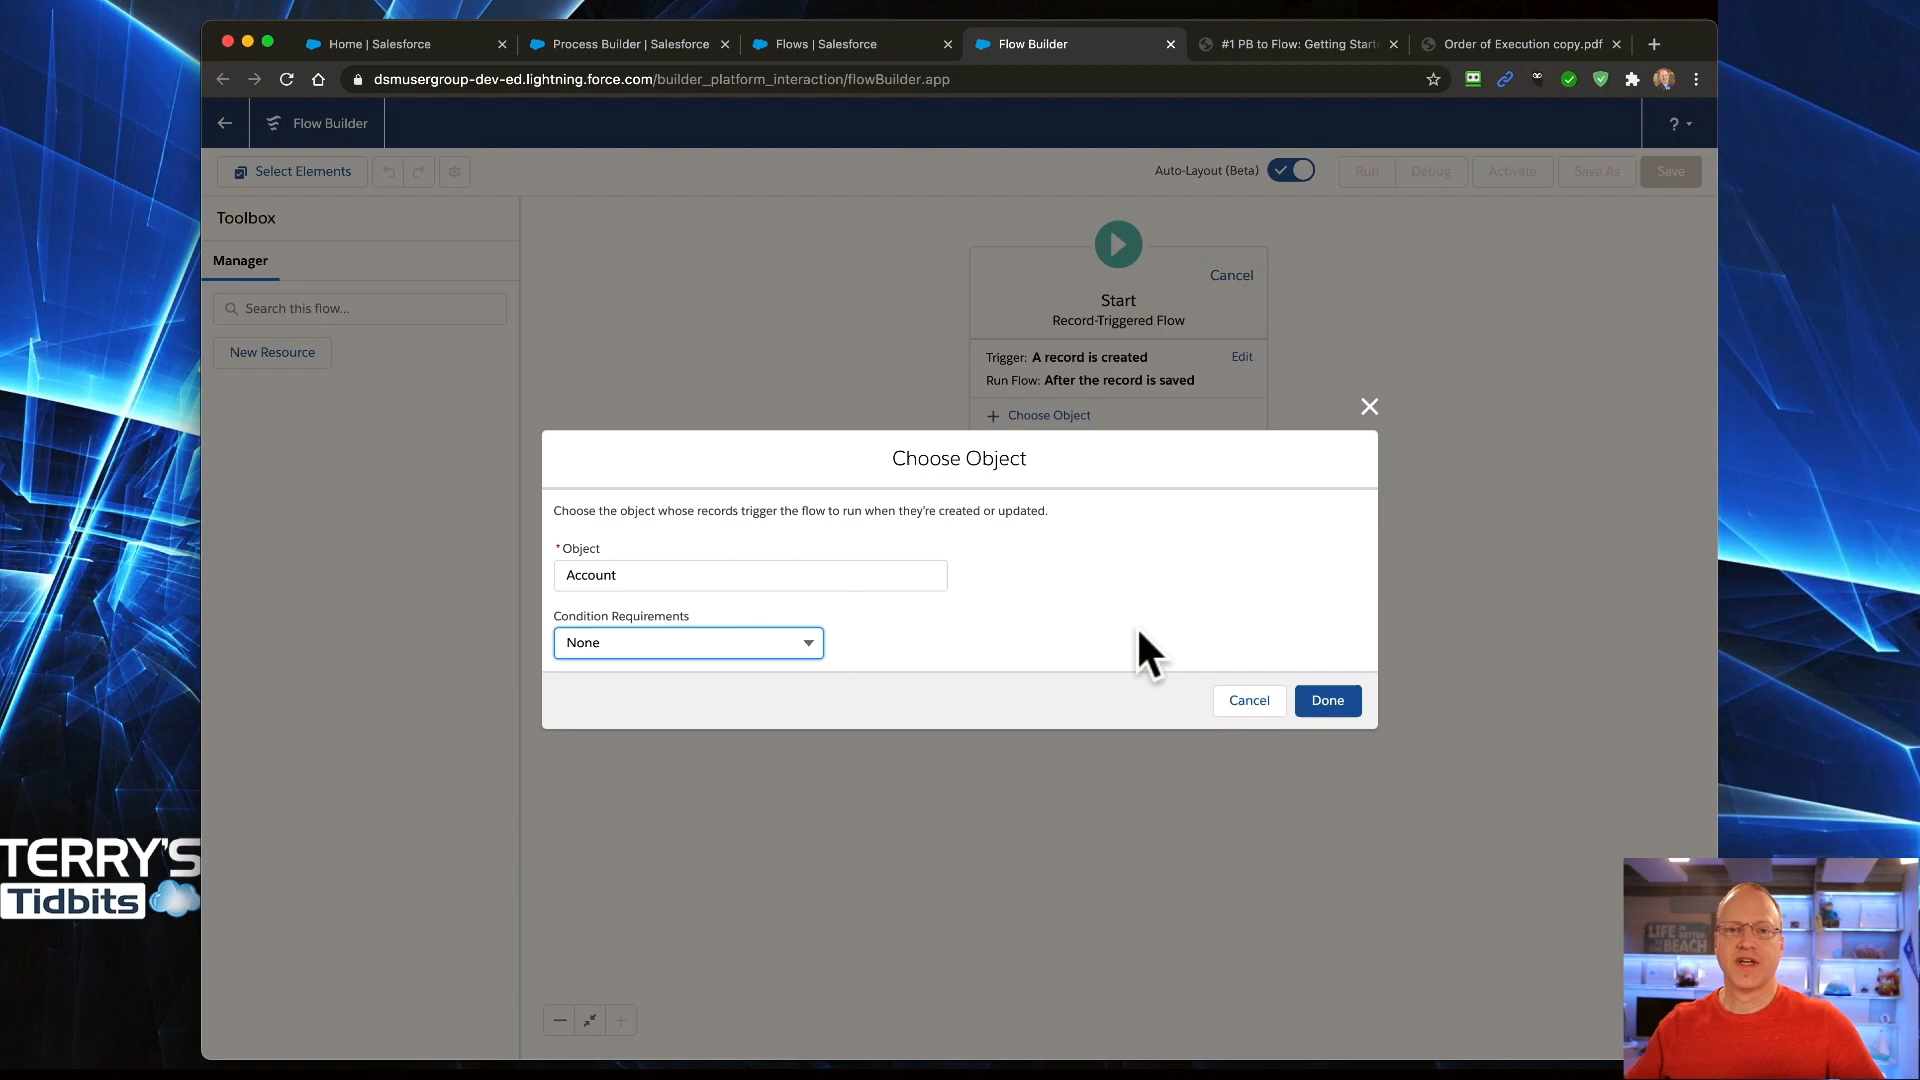 Home | Salesforce
Process Builder | Salesforce
Flows | Salesforce
Flow Builder
#1 PB to Flow: Getting Starte
Order of Execution copy.pdf
dsmusergroup-dev-ed.lightning.force.com/builder_platform_interaction/flowBuilder.app
Flow Builder
?
Select Elements
Auto-Layout (Beta)
Run
Debug
Activate
Save As
Save
Toolbox
Manager
Search this flow...
New Resource
Cancel
Start
Record-Triggered Flow
Trigger: A record is created
Edit
Run Flow: After the record is saved
Choose Object
Choose Object
Choose the object whose records trigger the flow to run when they're created or updated.
*Object
Account
Condition Requirements
None
Cancel
Done
TERRY'S
Tidbits
LIFE
BEACH